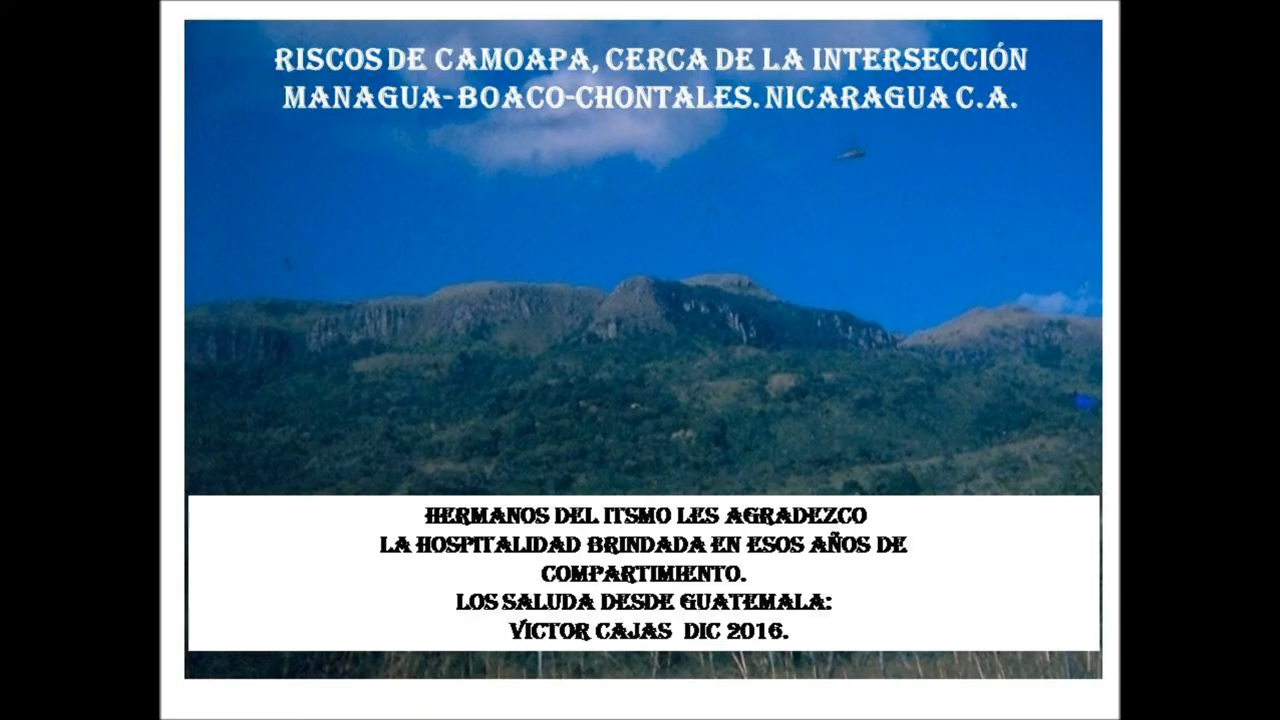 RISCOS DE CAMOAPA, CERCA DE LA INTERSECCIÓN
MANAGUA-BOACO-CHONTALES. NICARAGUA C.A.
HERMANOS DEL ITSMO LES AGRADEZCO
LA HOSPITALIDAD BRINDADA EN ESOS AÑOS DE
COMPARTIMIENTO.
LOS SALUDA DESDE GUATEMALA:
VICTOR CAJAS DIC 2016.